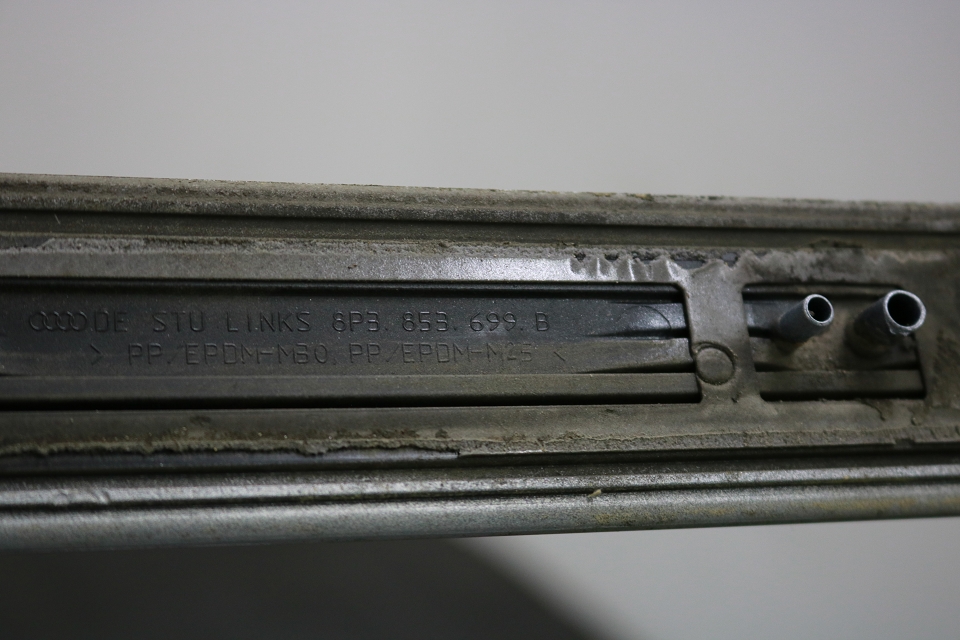 DE STU LINKS 8P3.853.699.B
> PP/EPDM-M30 PP/EPDM-M25 <